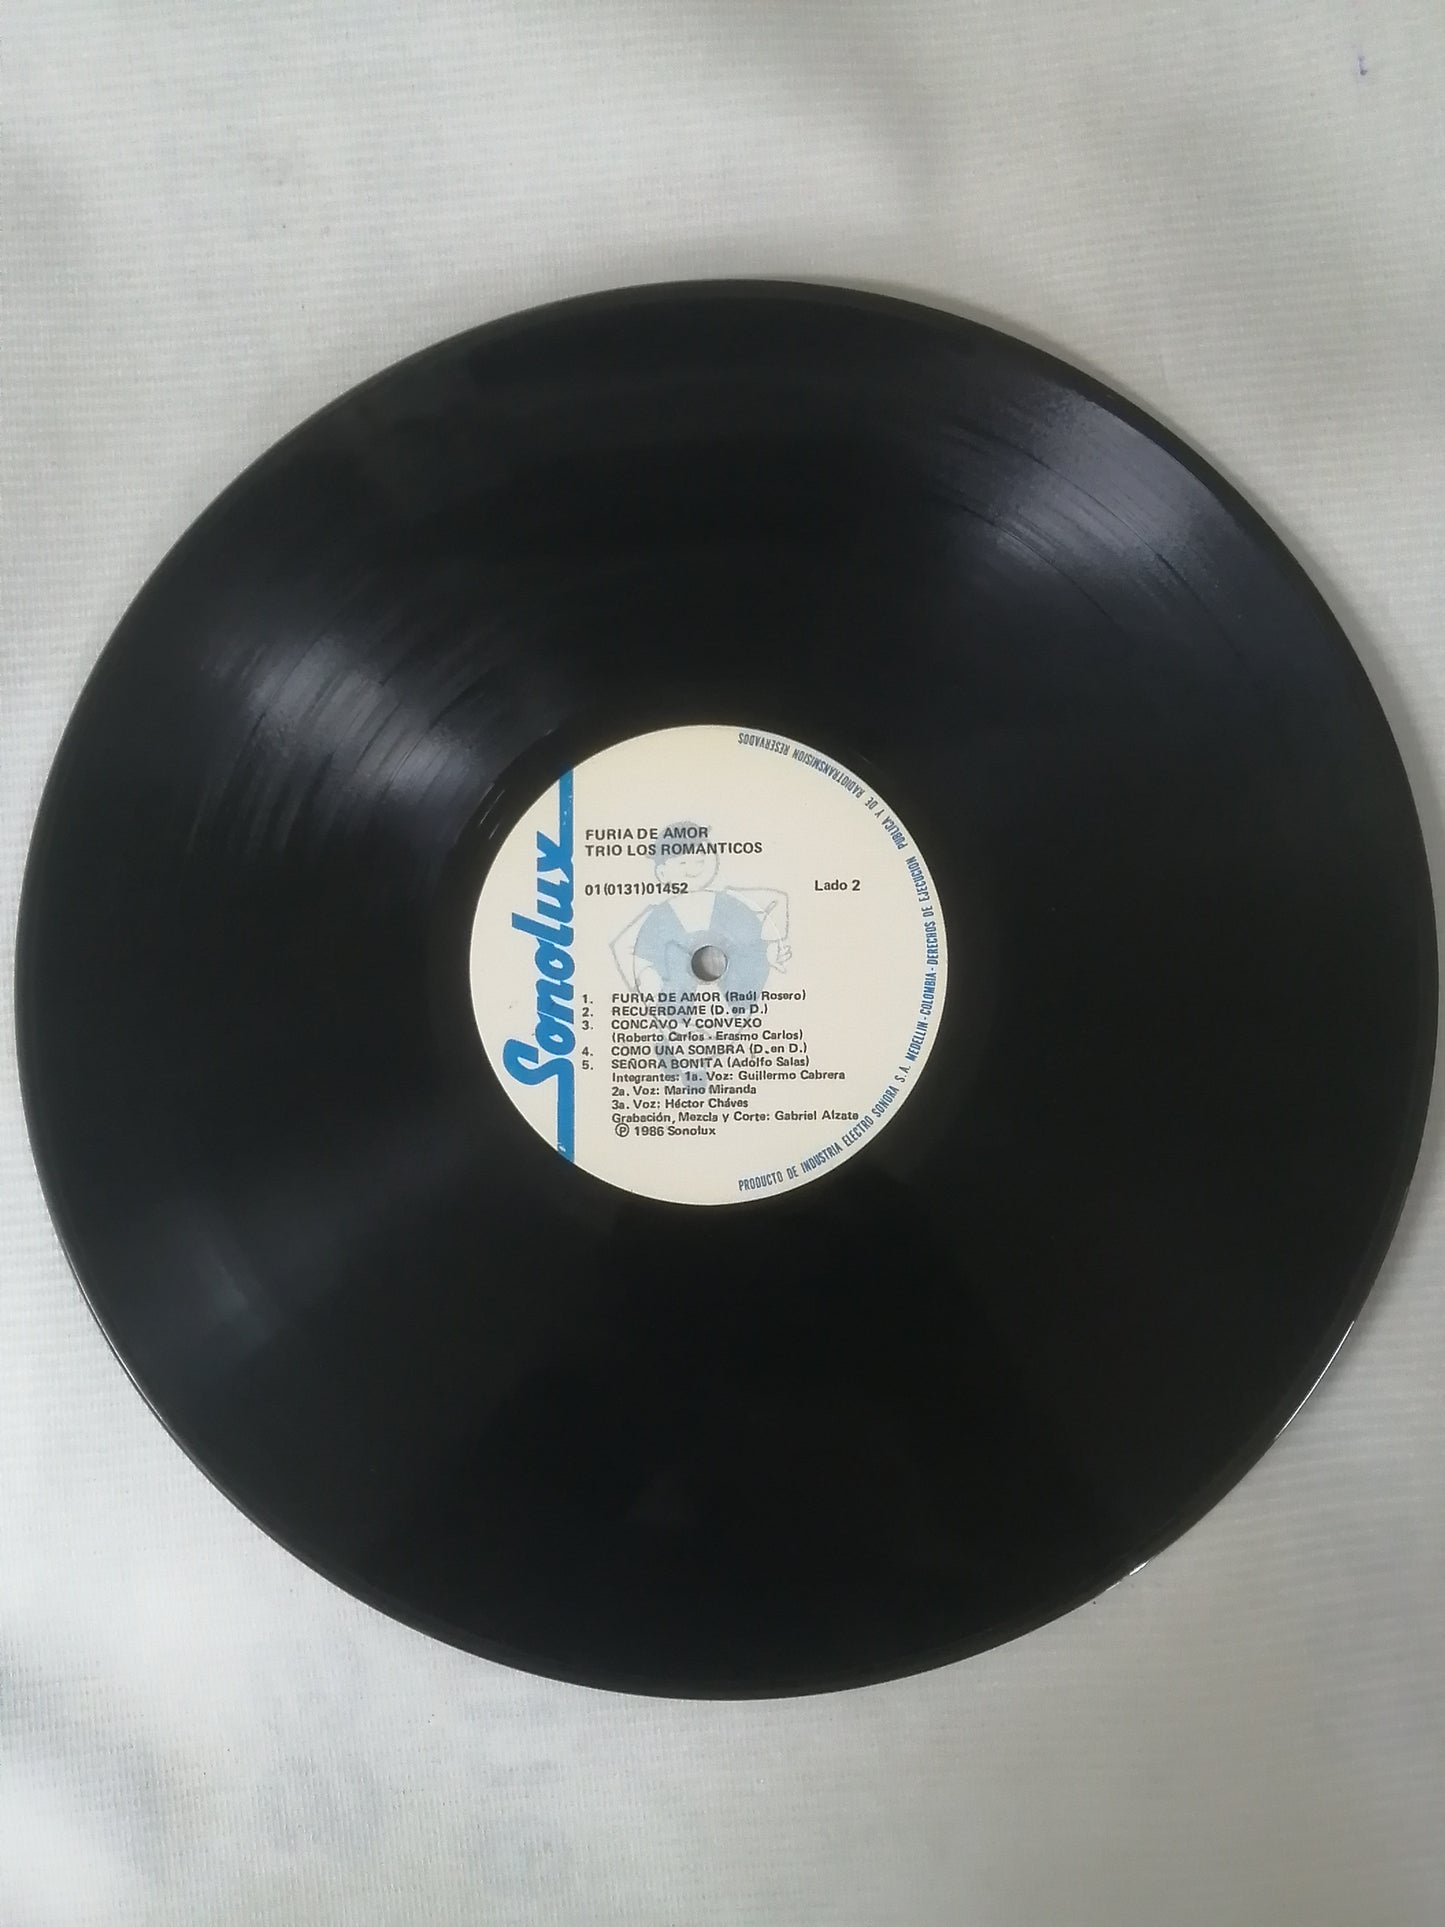 Sonolux
FURIA DE AMOR
TRIO LOS ROMANTICOS
01(0131)01452 Lado 2
1. FURIA DE AMOR (Raúl Rosero)
2. RECUERDAME (D. en D.)
3. CONCAVO Y CONVEXO
(Roberto Carlos - Erasmo Carlos)
4. COMO UNA SOMBRA (D. en D.)
5. SEÑORA BONITA (Adolfo Salas)
Integrantes: 1a. Voz: Guillermo Cabrera
2a. Voz: Marino Miranda
3a. Voz: Héctor Cháves
Grabación, Mezcla y Corte: Gabriel Alzate
℗ 1986 Sonolux
PRODUCTO DE INDUSTRIA ELECTRO SONORA S.A. MEDELLIN - COLOMBIA - DERECHOS DE EJECUCION PUBLICA Y DE RADIOTRANSMISION RESERVADOS